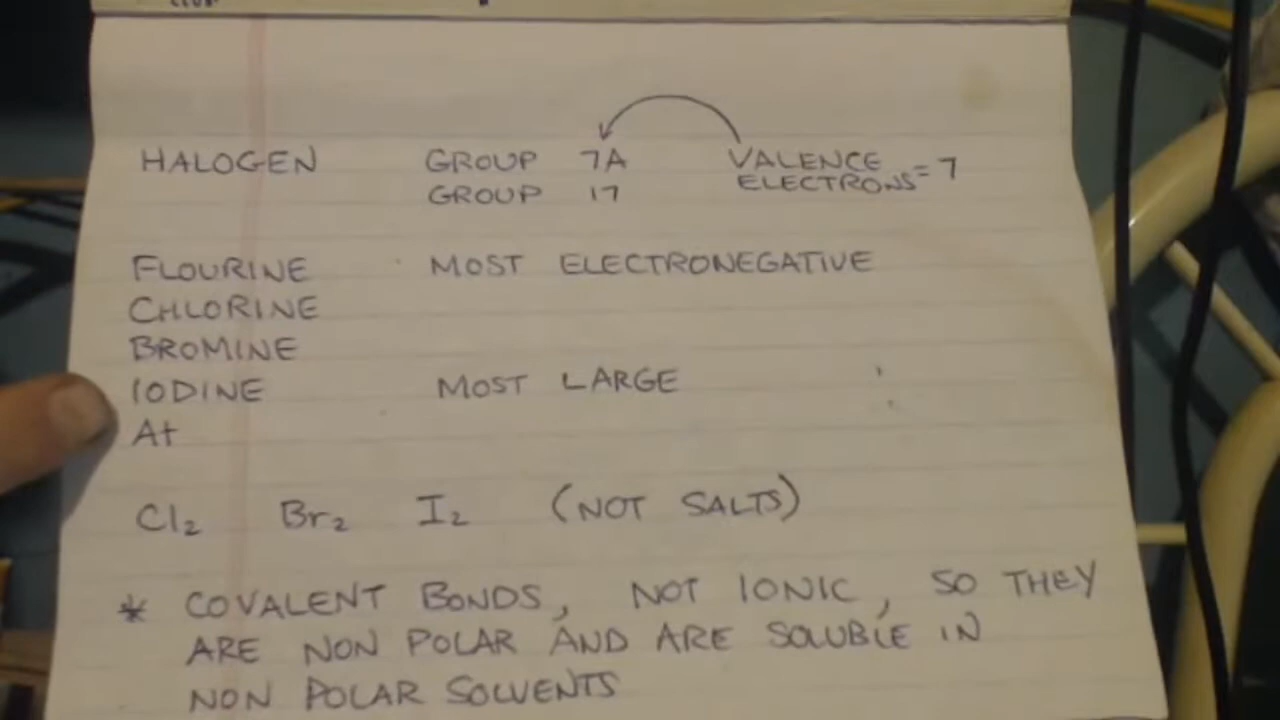 HALOGEN GROUP 7A VALENCE
GROUP 17 ELECTRONS = 7
FLOURINE MOST ELECTRONEGATIVE
CHLORINE
BROMINE
IODINE MOST LARGE
At
Cl₂ Br₂ I₂ (NOT SALTS)
* COVALENT BONDS, NOT IONIC, SO THEY
ARE NON POLAR AND ARE SOLUBLE IN
NON POLAR SOLVENTS